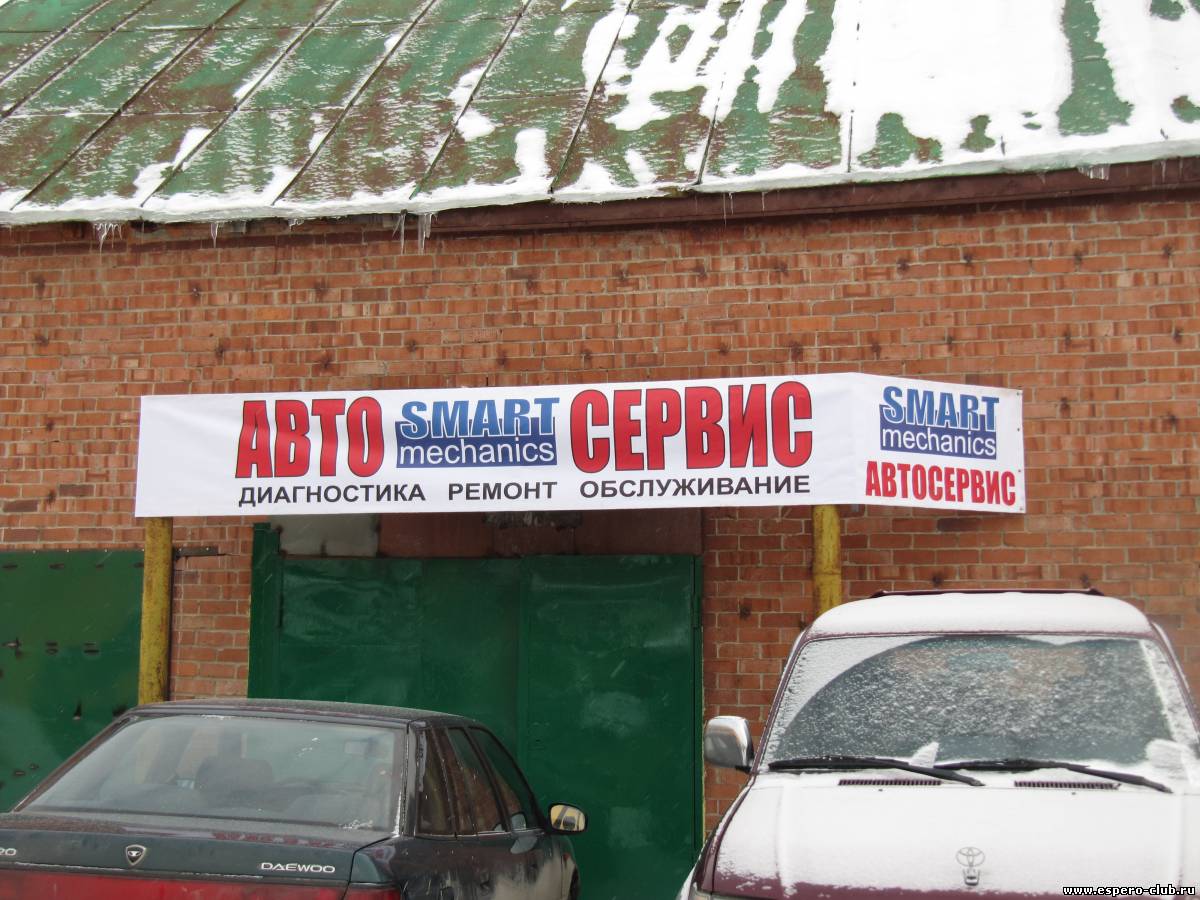 АВТО SMART mechanics СЕРВИС
ДИАГНОСТИКА РЕМОНТ ОБСЛУЖИВАНИЕ
SMART
mechanics
АВТОСЕРВИС
DAEWOO
www.espero-club.ru